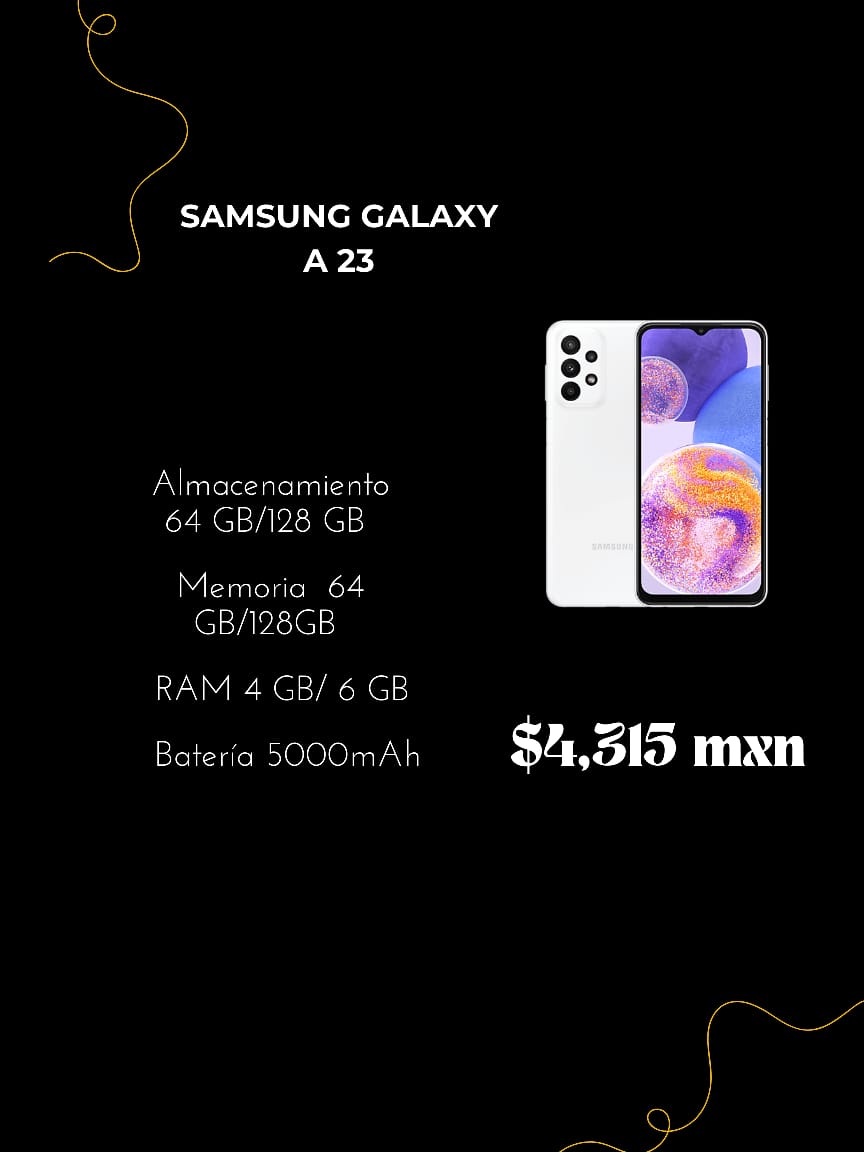 SAMSUNG GALAXY
A 23
Almacenamiento
64 GB/128 GB
Memoria  64
GB/128GB
RAM 4 GB/ 6 GB
Batería 5000mAh
SAMSUNG
$4,315 mxn